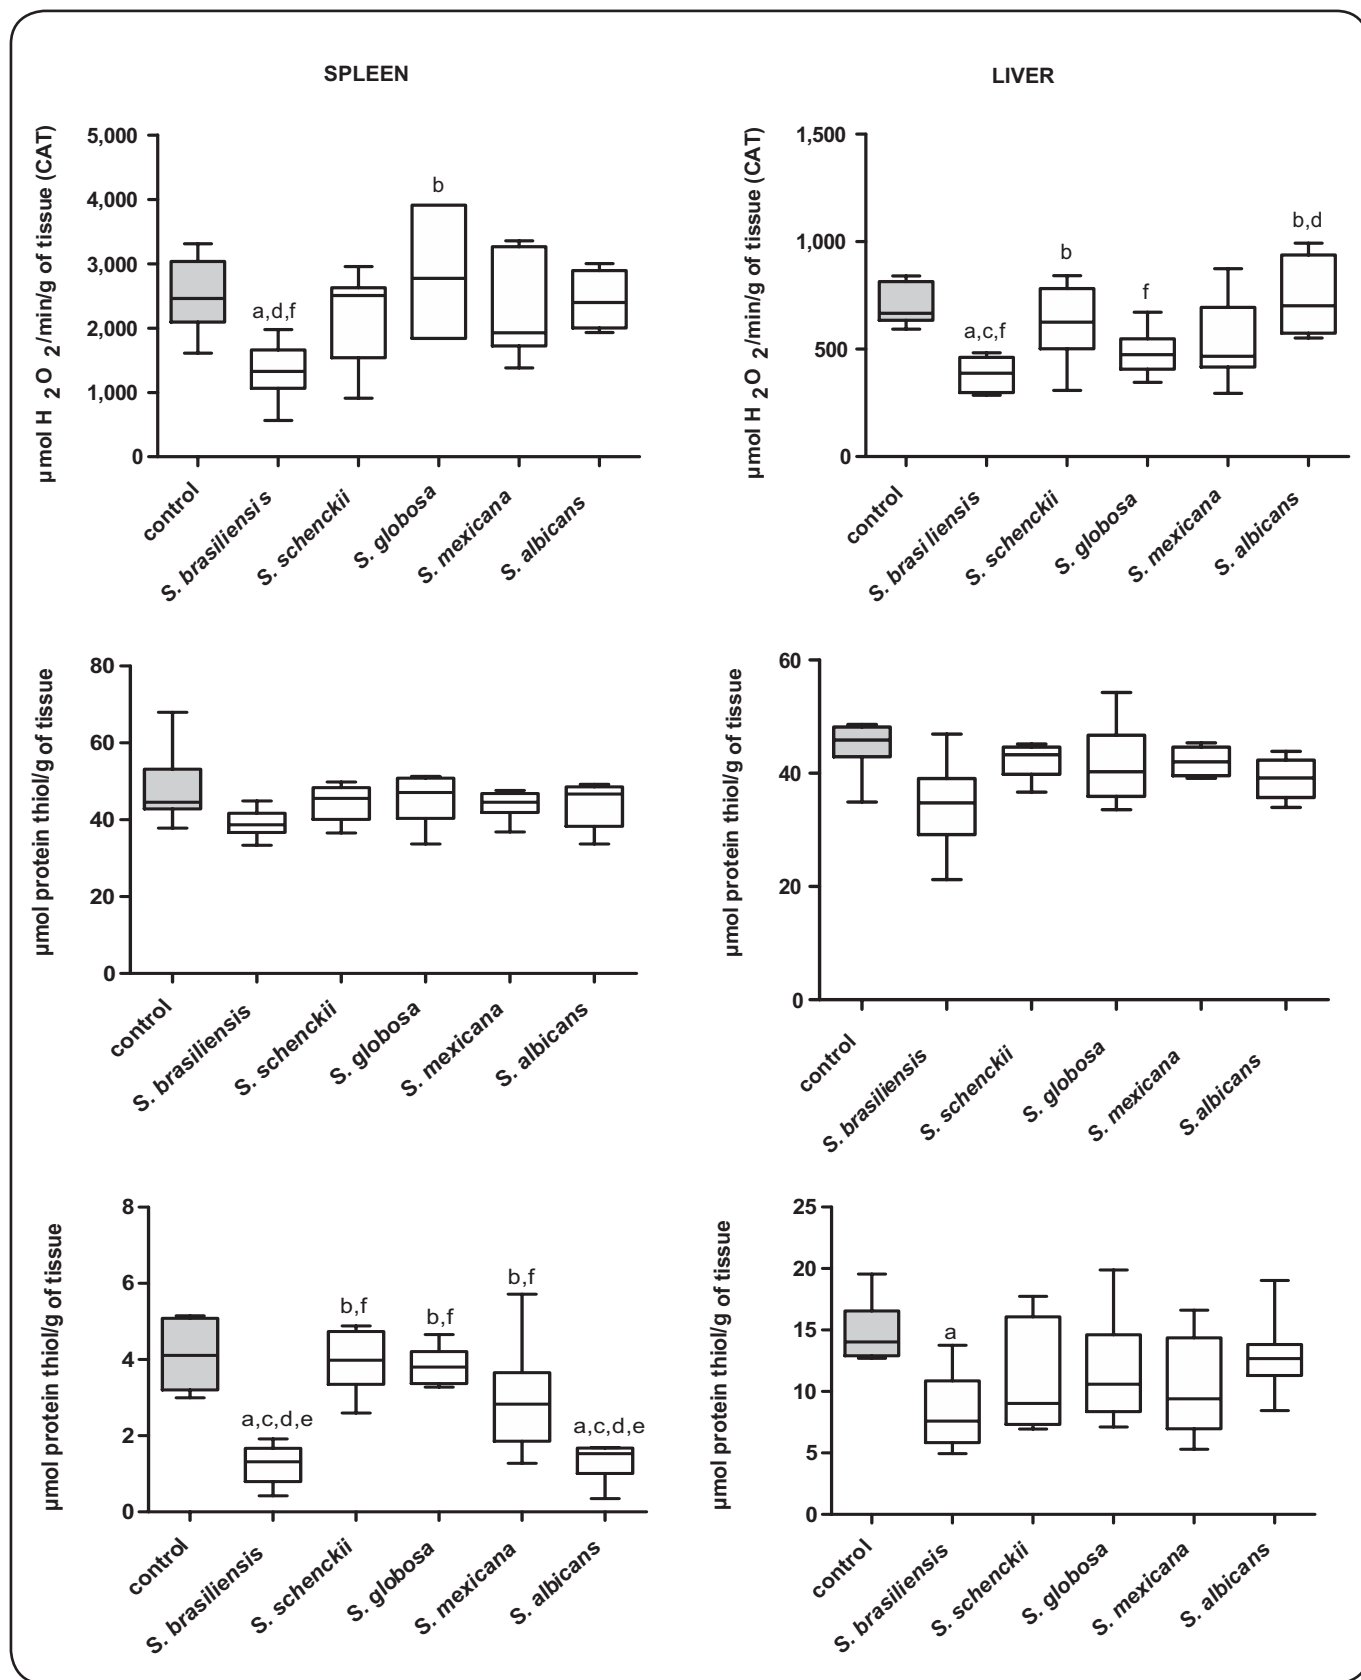 SPLEEN
LIVER
µmol H2O2/min/g of tissue (CAT)
5,000
4,000
3,000
2,000
1,000
0
a,d,f
b
control
S. brasiliensis
S. schenckii
S. globosa
S. mexicana
S. albicans
µmol H2O2/min/g of tissue (CAT)
1,500
1,000
500
0
a,c,f
b
f
b,d
control
S. brasiliensis
S. schenckii
S. globosa
S. mexicana
S. albicans
µmol protein thiol/g of tissue
80
60
40
20
0
control
S. brasiliensis
S. schenckii
S. globosa
S. mexicana
S. albicans
µmol protein thiol/g of tissue
60
40
20
0
control
S. brasiliensis
S. schenckii
S. globosa
S. mexicana
S. albicans
µmol protein thiol/g of tissue
8
6
4
2
0
a,c,d,e
b,f
b,f
b,f
a,c,d,e
control
S. brasiliensis
S. schenckii
S. globosa
S. mexicana
S. albicans
µmol protein thiol/g of tissue
25
20
15
10
5
0
a
control
S. brasiliensis
S. schenckii
S. globosa
S. mexicana
S. albicans